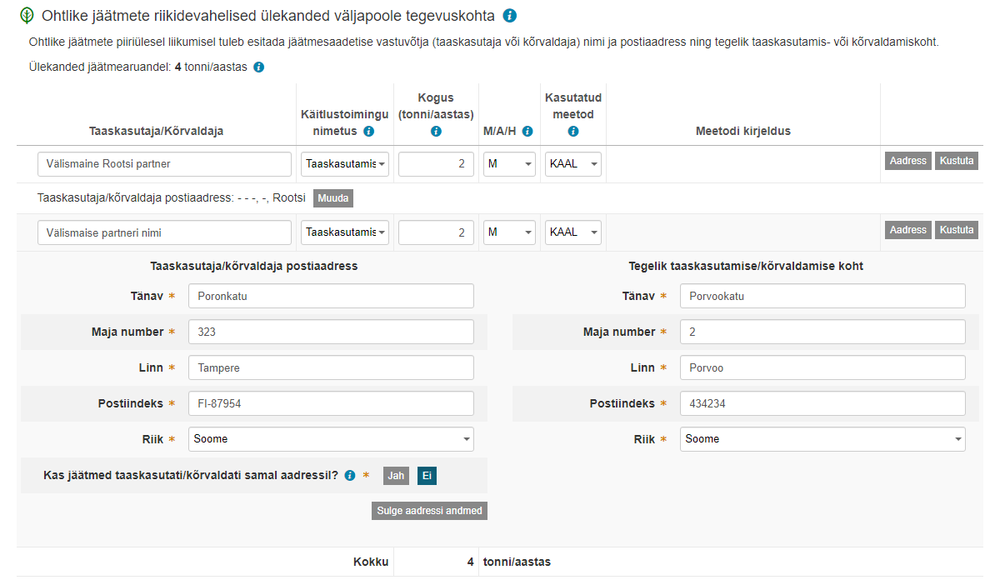 Ohtlike jäätmete riikidevahelised ülekanded väljapoole tegevuskohta
Ohtlike jäätmete piiriülesel liikumisel tuleb esitada jäätmesaadetise vastuvõtja (taaskasutaja või kõrvaldaja) nimi ja postiaadress ning tegelik taaskasutamis- või kõrvaldamiskoht.
Ülekanded jäätmearuandel: 4 tonni/aastas
Taaskasutaja/Kõrvaldaja
Käitlustoimingu
nimetus
Kogus
(tonni/aastas)
M/A/H
Kasutatud
meetod
Meetodi kirjeldus
Välismaine Rootsi partner Taaskasutamis 2 M KAAL Aadress Kustuta
Taaskasutaja/kõrvaldaja postiaadress: - - -, -, Rootsi Muuda
Välismaise partneri nimi Taaskasutamis 2 M KAAL Aadress Kustuta
Taaskasutaja/kõrvaldaja postiaadress
Tänav * Poronkatu
Maja number * 323
Linn * Tampere
Postiindeks * FI-87954
Riik * Soome
Kas jäätmed taaskasutati/kõrvaldati samal aadressil? * Jah Ei
Sulge aadressi andmed
Tegelik taaskasutamise/kõrvaldamise koht
Tänav * Porvookatu
Maja number * 2
Linn * Porvoo
Postiindeks * 434234
Riik * Soome
Kokku 4 tonni/aastas